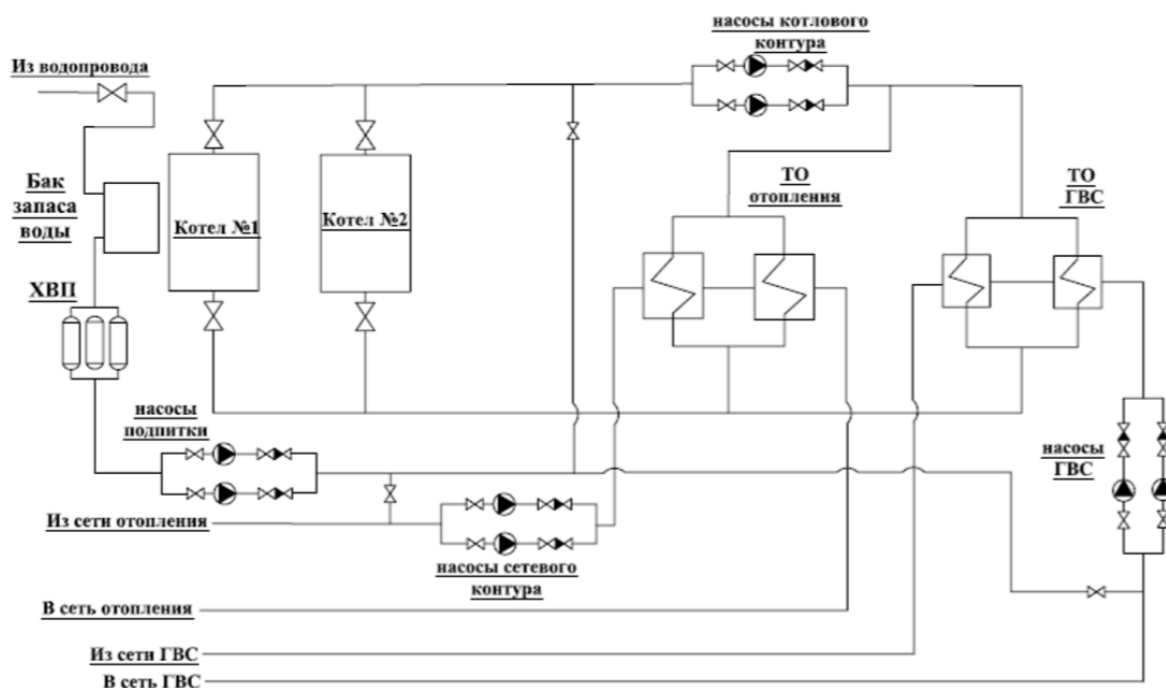 насосы котлового
контура
Из водопровода
Бак
запаса
воды
Котел №1
Котел №2
ТО
отопления
ТО
ГВС
ХВП
насосы
подпитки
насосы
ГВС
Из сети отопления
насосы сетевого
контура
В сеть отопления
Из сети ГВС
В сеть ГВС